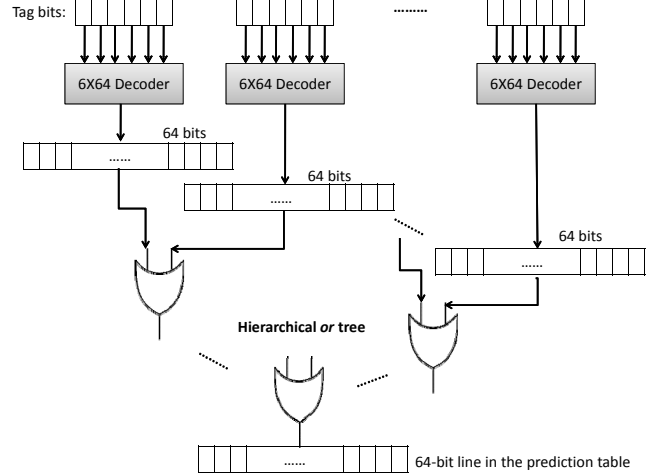 Tag bits:
.........
6X64 Decoder
6X64 Decoder
6X64 Decoder
64 bits
......
64 bits
......
64 bits
......
Hierarchical or tree
......
64-bit line in the prediction table